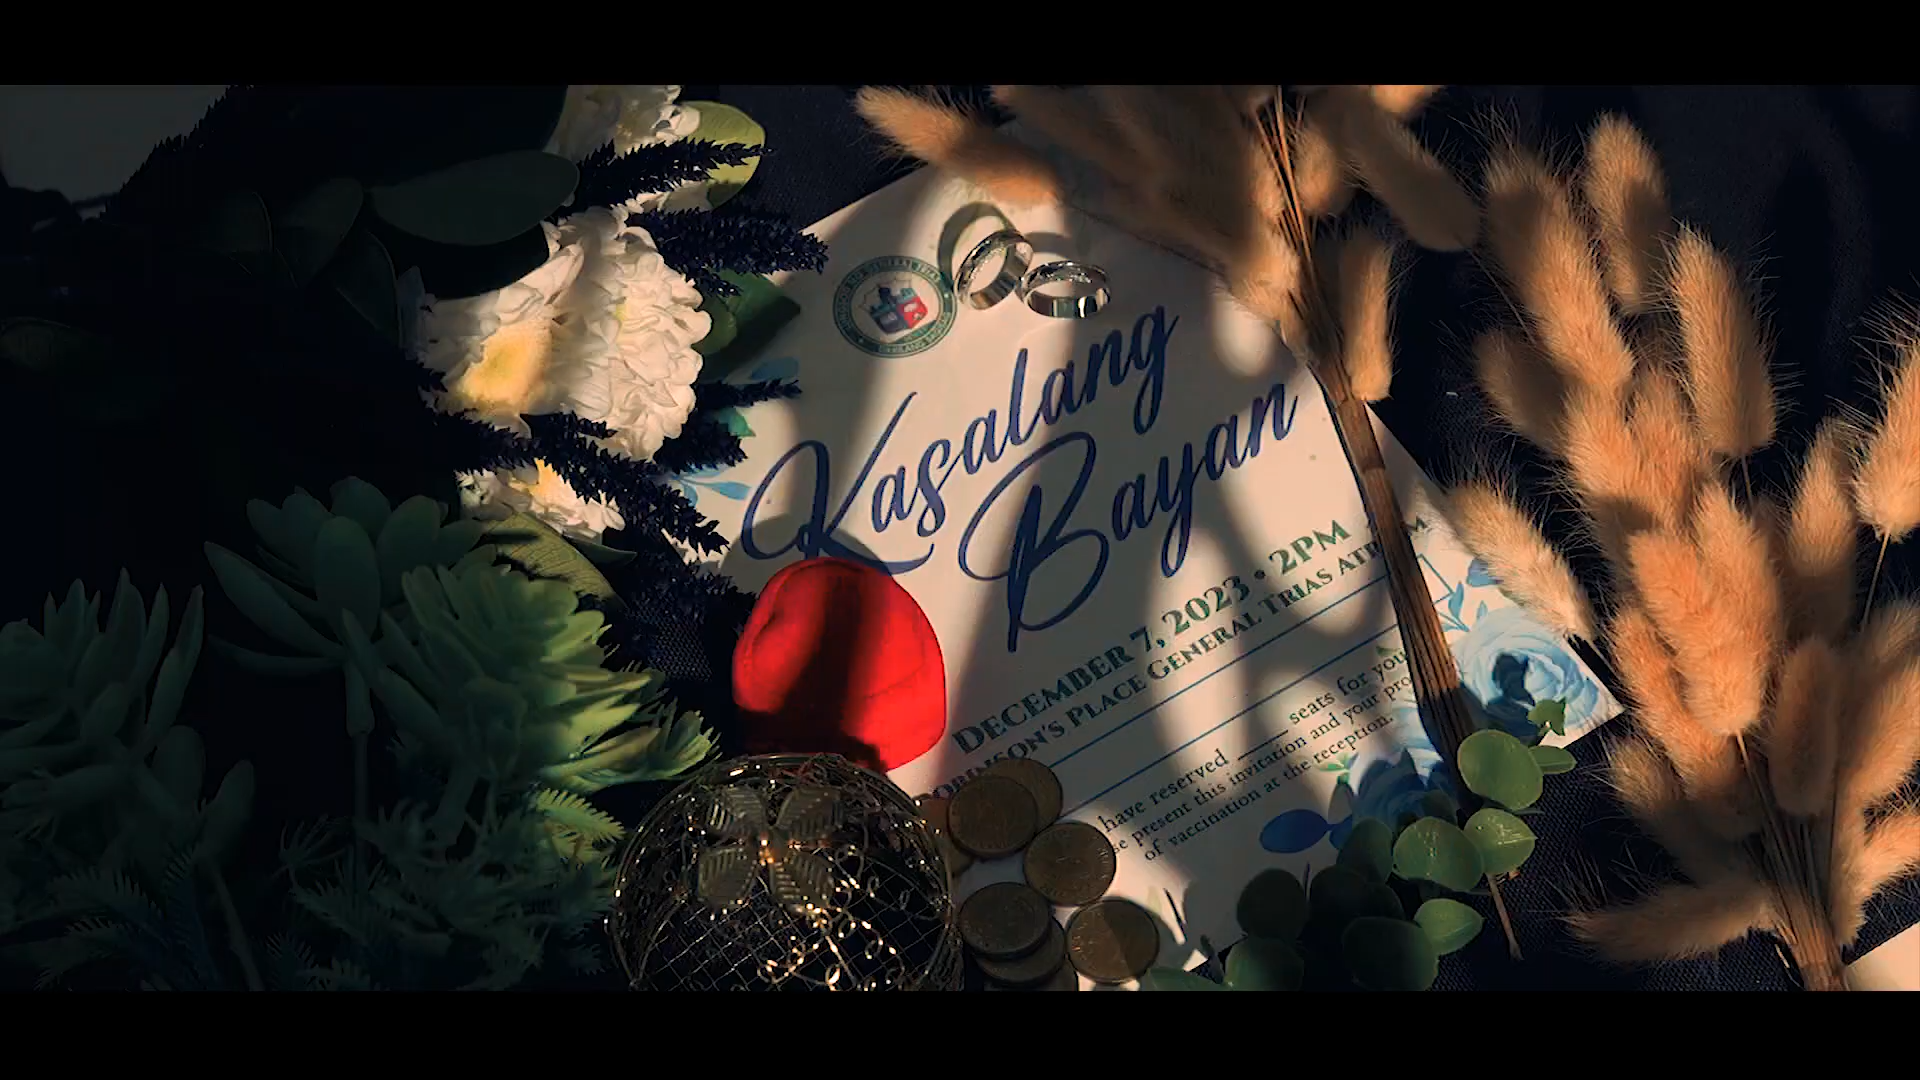 Kasalang
Bayan
DECEMBER 7, 2023 • 2PM
PLACE GENERAL TRIAS
have reserved ____ seats for you
present this invitation and your
of vaccination at the reception.